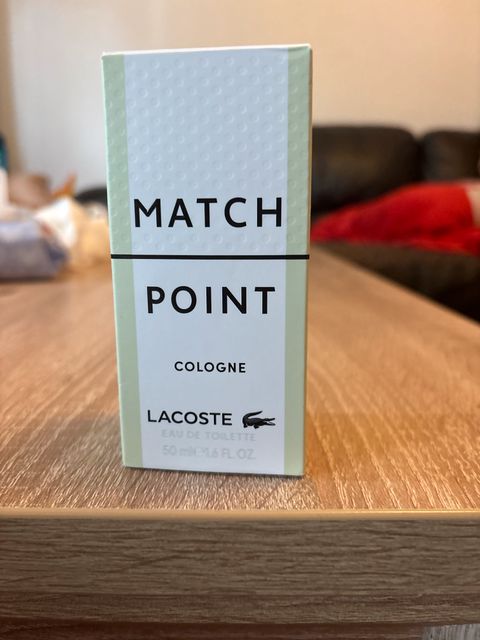 MATCH
POINT
COLOGNE
LACOSTE
EAU DE TOILETTE
50 ml℮1.6 FL.OZ.